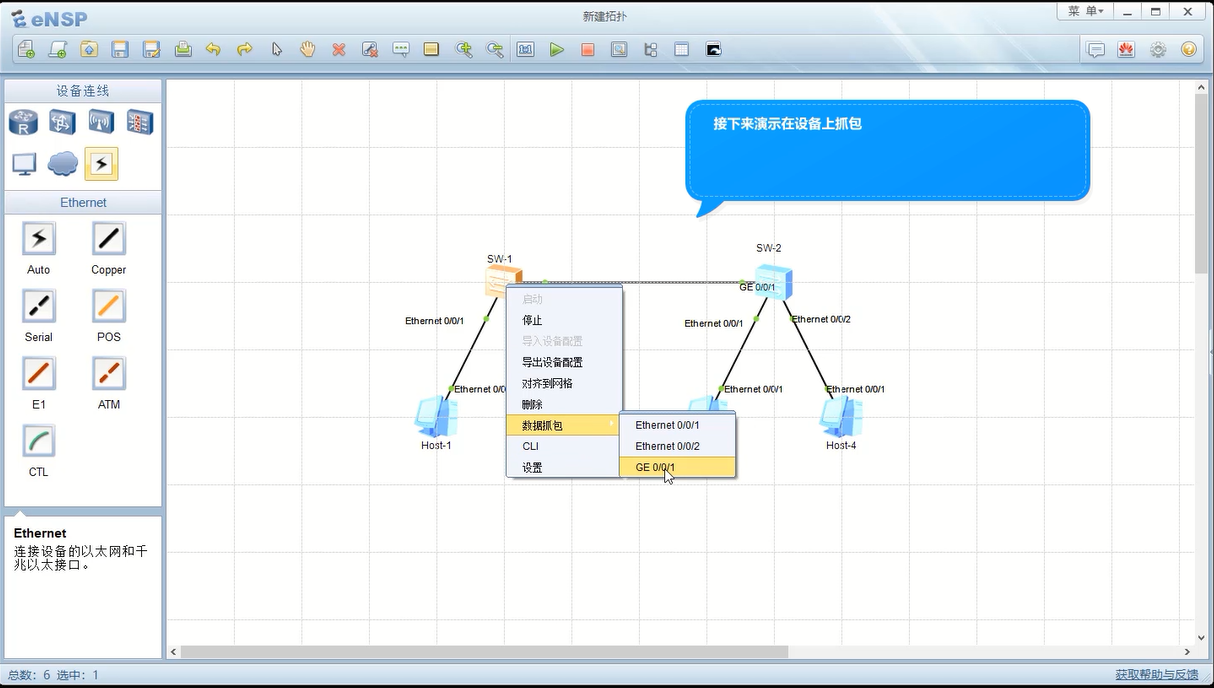 eNSP
新建拓扑
菜 单
设备连线
R
Ethernet
Auto
Copper
Serial
POS
E1
ATM
CTL
Ethernet
连接设备的以太网和千
兆以太接口。
接下来演示在设备上抓包
SW-1
SW-2
GE 0/0/1
Ethernet 0/0/1
Ethernet 0/0/1
Ethernet 0/0/2
Ethernet 0/0
Ethernet 0/0/1
Ethernet 0/0/1
Host-1
Host-4
启动
停止
导入设备配置
导出设备配置
对齐到网格
删除
数据抓包
CLI
设置
Ethernet 0/0/1
Ethernet 0/0/2
GE 0/0/1
总数：6 选中：1
获取帮助与反馈